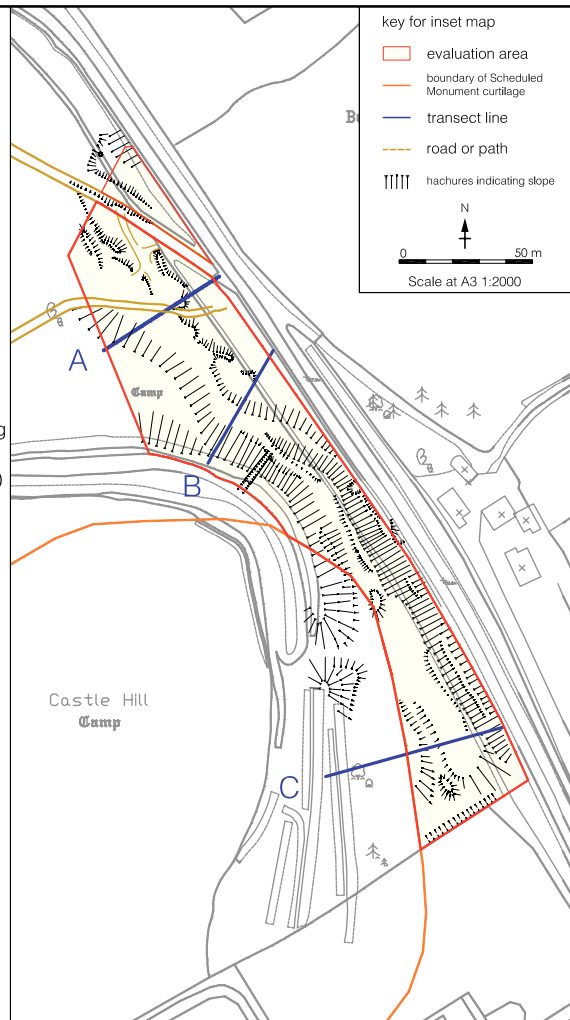 key for inset map
evaluation area
boundary of Scheduled
Monument curtilage
transect line
road or path
hachures indicating slope
N
0 50 m
Scale at A3 1:2000
Bu
A
Camp
g
)
B
Castle Hill
Camp
C